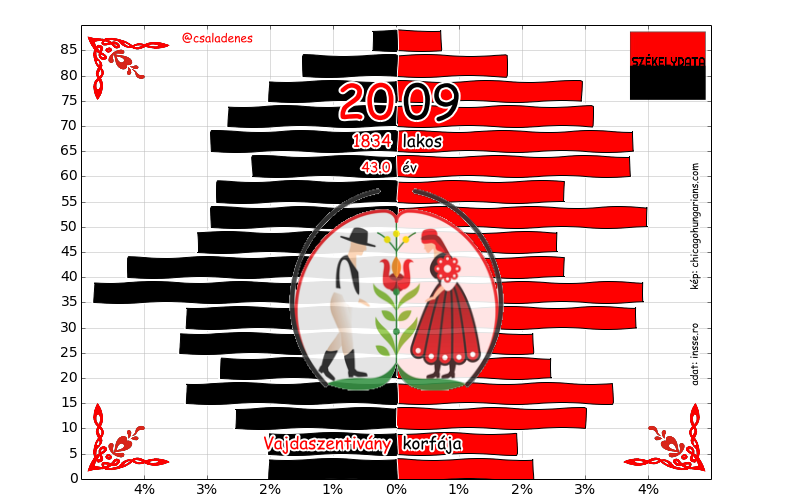 @csaladenes
SZÉKELYDATA
2009
1834 lakos
43.0 év
kép: chicagohungarians.com
adat: insse.ro
Vajdaszentivány korfája
85
80
75
70
65
60
55
50
45
40
35
30
25
20
15
10
5
0
4% 3% 2% 1% 0% 1% 2% 3% 4%